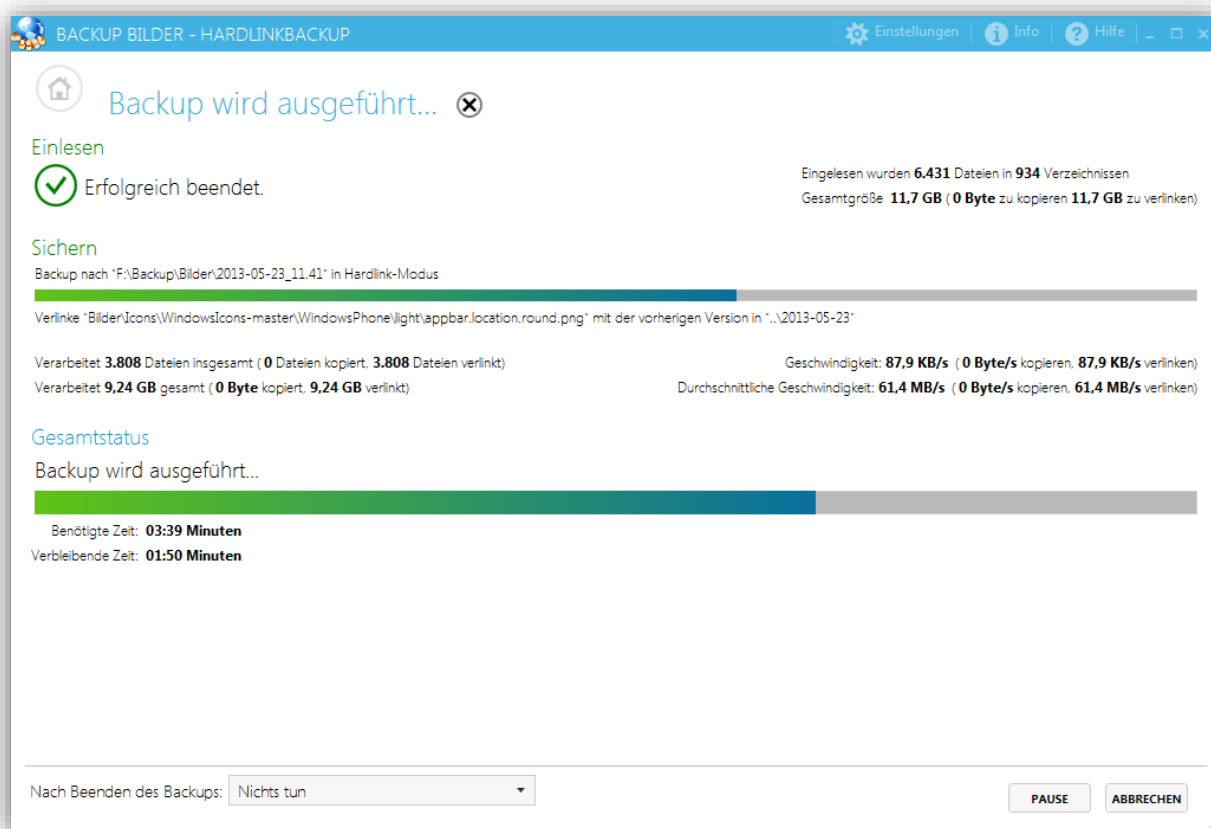 BACKUP BILDER - HARDLINKBACKUP
Einstellungen | Info | Hilfe |
Backup wird ausgeführt...
Einlesen
Erfolgreich beendet.
Eingelesen wurden 6.431 Dateien in 934 Verzeichnissen
Gesamtgröße 11,7 GB ( 0 Byte zu kopieren 11,7 GB zu verlinken)
Sichern
Backup nach "F:\Backup\Bilder\2013-05-23_11.41" in Hardlink-Modus
Verlinke "Bilder\Icons\WindowsIcons-master\WindowsPhone\light\appbar.location.round.png" mit der vorherigen Version in "..\2013-05-23"
Verarbeitet 3.808 Dateien insgesamt ( 0 Dateien kopiert, 3.808 Dateien verlinkt)
Geschwindigkeit: 87,9 KB/s ( 0 Byte/s kopieren, 87,9 KB/s verlinken)
Verarbeitet 9,24 GB gesamt ( 0 Byte kopiert, 9,24 GB verlinkt)
Durchschnittliche Geschwindigkeit: 61,4 MB/s ( 0 Byte/s kopieren, 61,4 MB/s verlinken)
Gesamtstatus
Backup wird ausgeführt...
Benötigte Zeit: 03:39 Minuten
Verbleibende Zeit: 01:50 Minuten
Nach Beenden des Backups: Nichts tun
PAUSE
ABBRECHEN